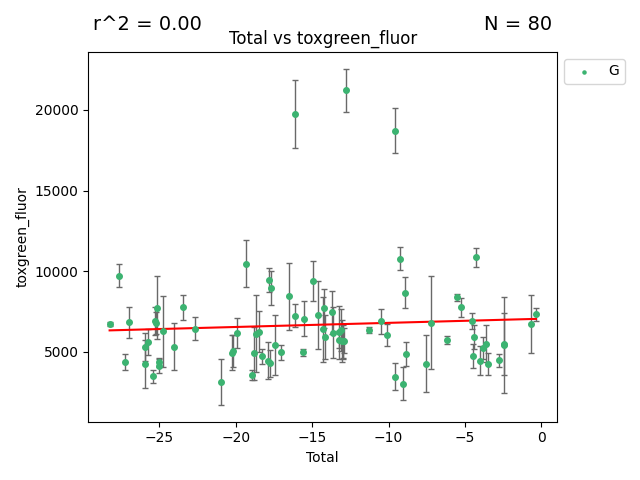 r^2 = 0.00
N = 80
Total vs toxgreen_fluor
G
20000
15000
10000
5000
toxgreen_fluor
−25
−20
−15
−10
−5
0
Total